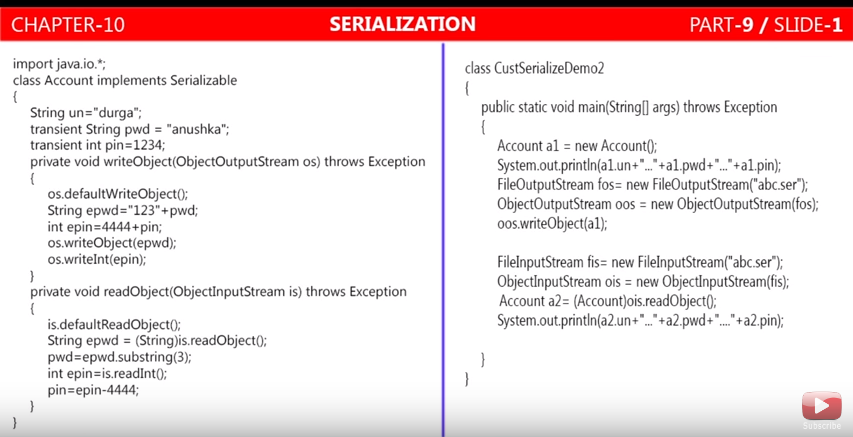 CHAPTER-10
SERIALIZATION
PART-9 / SLIDE-1
import java.io.*;
class Account implements Serializable
{
String un="durga";
transient String pwd = "anushka";
transient int pin=1234;
private void writeObject(ObjectOutputStream os) throws Exception
{
os.defaultWriteObject();
String epwd="123"+pwd;
int epin=4444+pin;
os.writeObject(epwd);
os.writeInt(epin);
}
private void readObject(ObjectInputStream is) throws Exception
{
is.defaultReadObject();
String epwd = (String)is.readObject();
pwd=epwd.substring(3);
int epin=is.readInt();
pin=epin-4444;
}
}
class CustSerializeDemo2
{
public static void main(String[] args) throws Exception
{
Account a1 = new Account();
System.out.println(a1.un+"..."+a1.pwd+"..."+a1.pin);
FileOutputStream fos= new FileOutputStream("abc.ser");
ObjectOutputStream oos = new ObjectOutputStream(fos);
oos.writeObject(a1);
FileInputStream fis= new FileInputStream("abc.ser");
ObjectInputStream ois = new ObjectInputStream(fis);
Account a2= (Account)ois.readObject();
System.out.println(a2.un+"..."+a2.pwd+"...."+a2.pin);
}
}
Subscribe